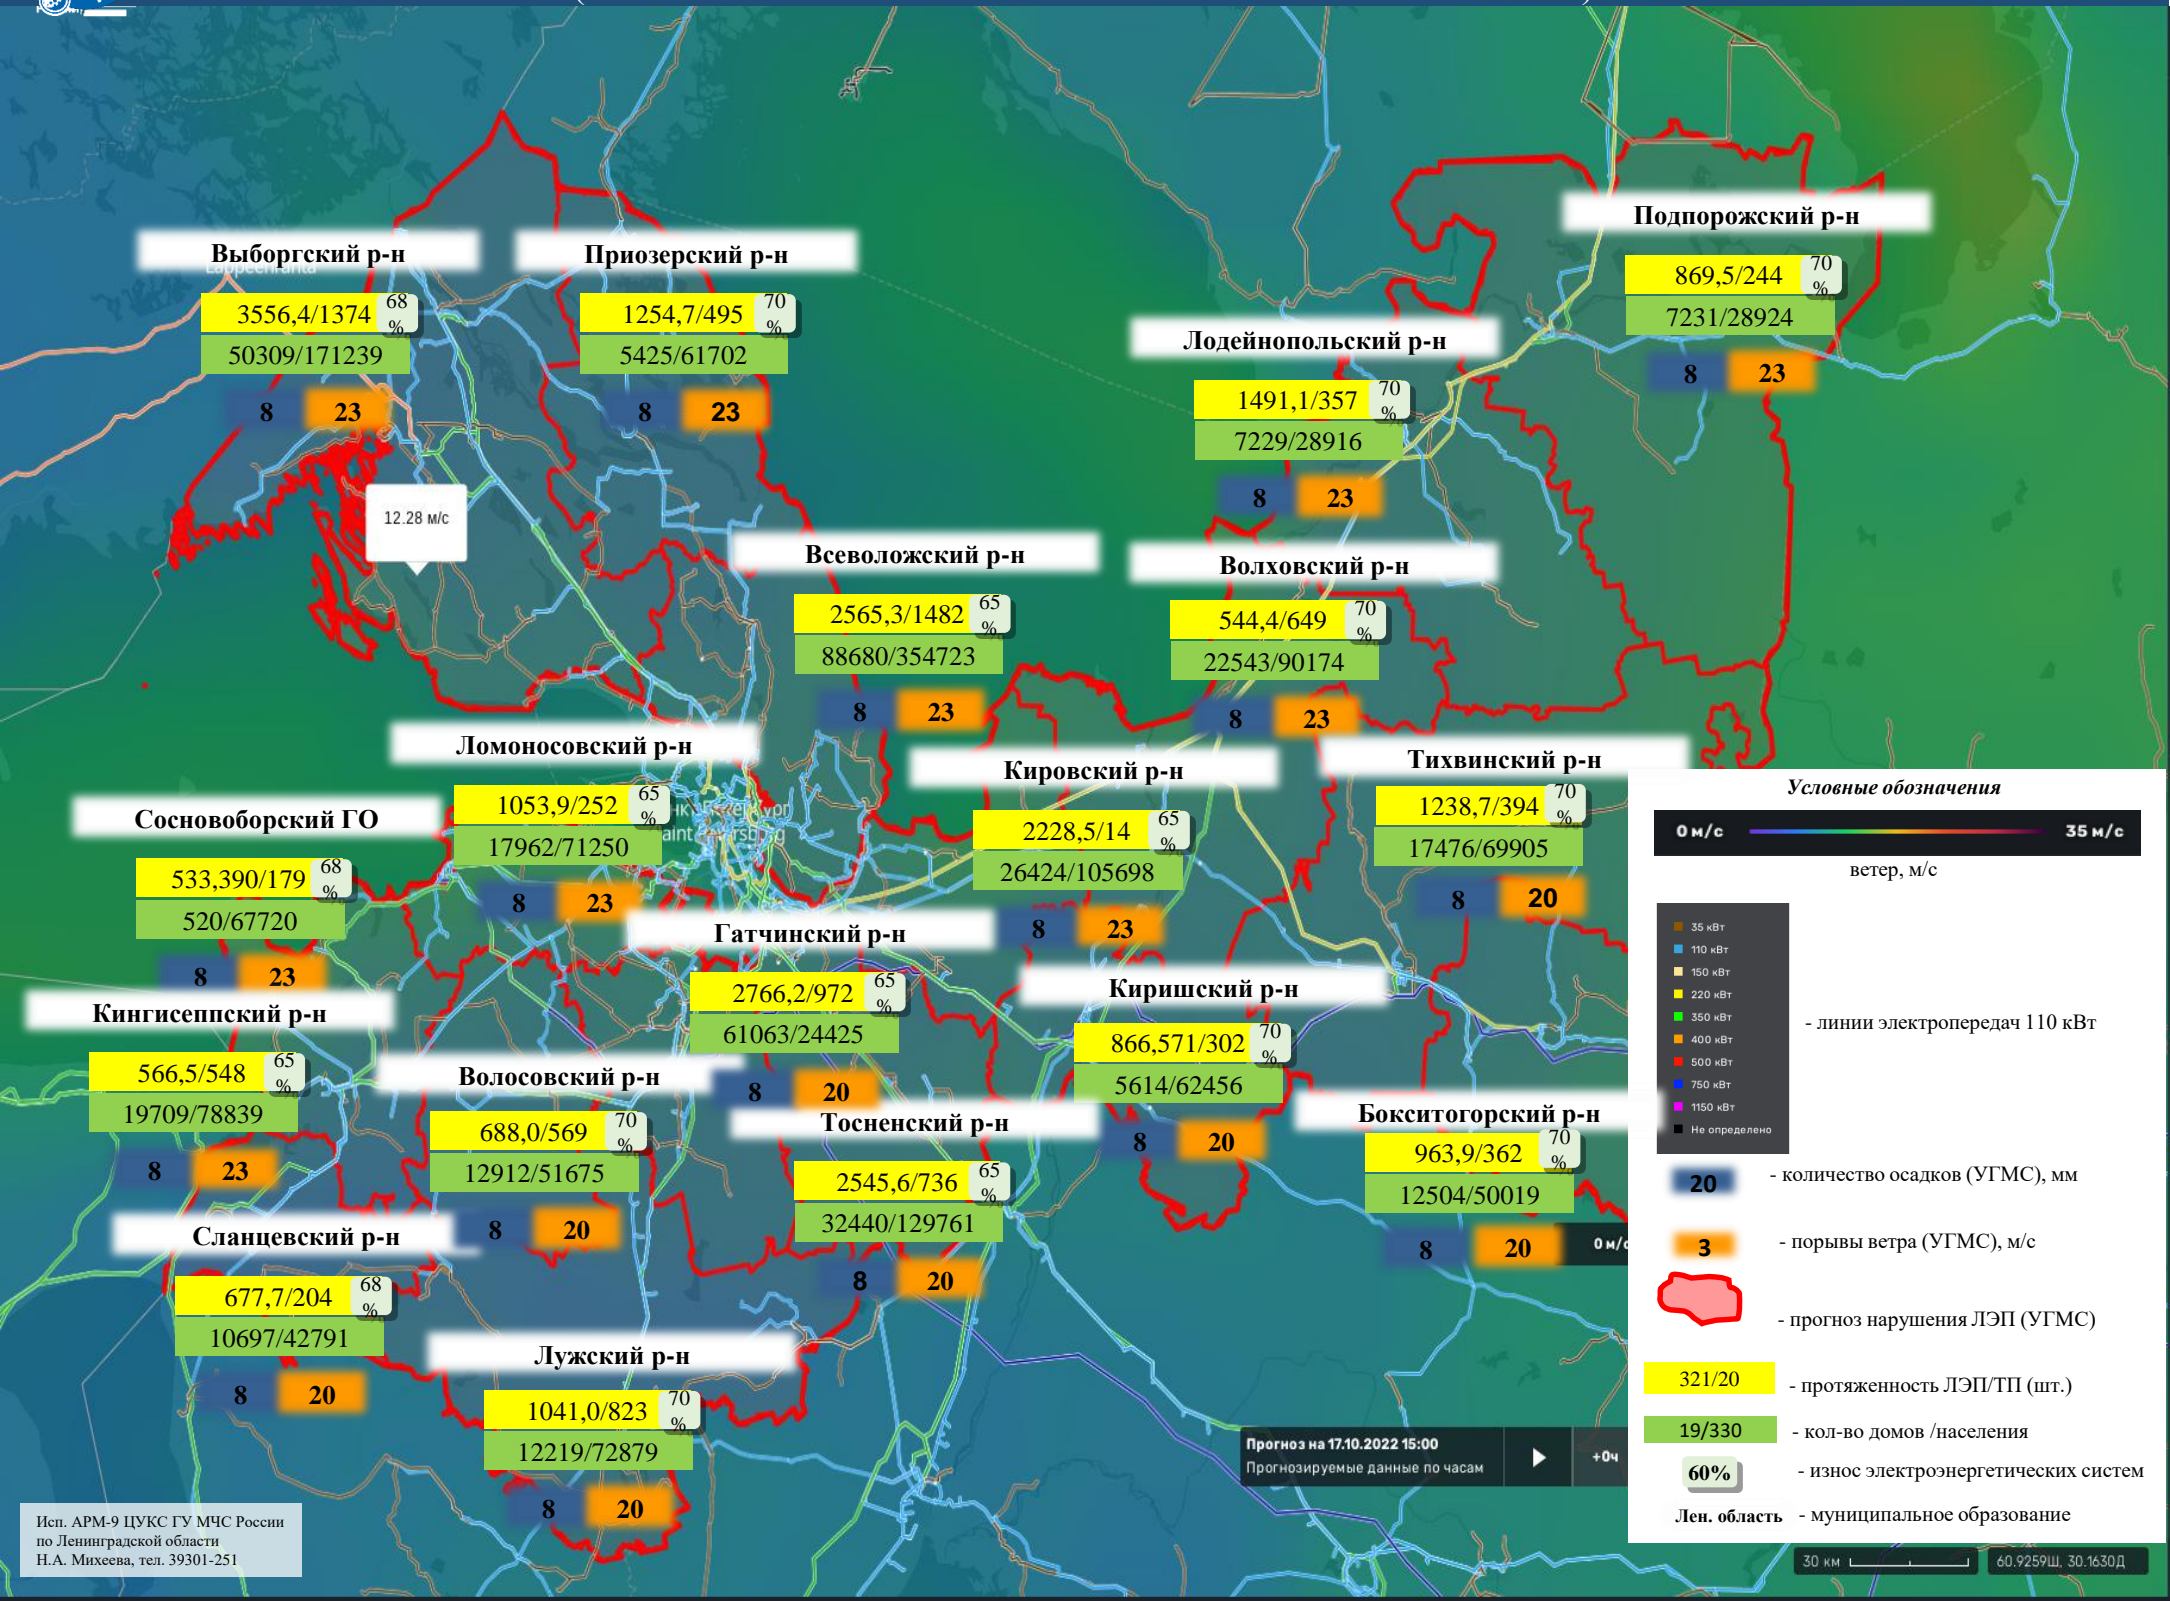 Подпорожский р-н
869,5/244
70
%
7231/28924
8
23
Выборгский р-н
3556,4/1374
68
%
50309/171239
8
23
Приозерский р-н
1254,7/495
70
%
5425/61702
8
23
Лодейнопольский р-н
1491,1/357
70
%
7229/28916
8
23
12.28 м/с
Всеволожский р-н
2565,3/1482
65
%
88680/354723
8
23
Волховский р-н
544,4/649
70
%
22543/90174
8
23
Ломоносовский р-н
1053,9/252
65
%
17962/71250
8
23
Кировский р-н
2228,5/14
65
%
26424/105698
8
23
Тихвинский р-н
1238,7/394
70
%
17476/69905
8
20
Сосновоборский ГО
533,390/179
68
%
520/67720
8
23
Гатчинский р-н
2766,2/972
65
%
61063/24425
8
20
Киришский р-н
866,571/302
70
%
5614/62456
8
20
Кингисеппский р-н
566,5/548
65
%
19709/78839
8
23
Волосовский р-н
688,0/569
70
%
12912/51675
8
20
Тосненский р-н
2545,6/736
65
%
32440/129761
8
20
Бокситогорский р-н
963,9/362
70
%
12504/50019
8
20
0 м/с
Сланцевский р-н
677,7/204
68
%
10697/42791
8
20
Лужский р-н
1041,0/823
70
%
12219/72879
8
20
Условные обозначения
0 м/с
35 м/с
ветер, м/с
35 кВт
110 кВт
150 кВт
220 кВт
350 кВт
400 кВт
500 кВт
750 кВт
1150 кВт
Не определено
- линии электропередач 110 кВт
20
- количество осадков (УГМС), мм
3
- порывы ветра (УГМС), м/с
- прогноз нарушения ЛЭП (УГМС)
321/20
- протяженность ЛЭП/ТП (шт.)
19/330
- кол-во домов /населения
60%
- износ электроэнергетических систем
Лен. область
- муниципальное образование
Прогноз на 17.10.2022 15:00
Прогнозируемые данные по часам
+0ч
Исп. АРМ-9 ЦУКС ГУ МЧС России
по Ленинградской области
Н.А. Михеева, тел. 39301-251
30 км
60.9259Ш, 30.1630Д